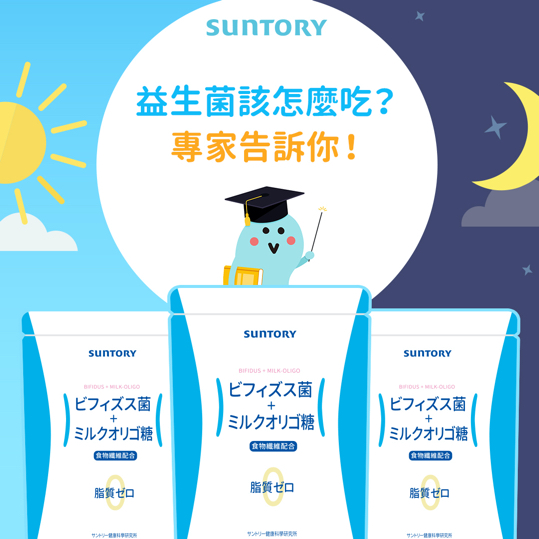 SUNTORY
益生菌該怎麼吃？
專家告訴你！
SUNTORY
BIFIDUS + MILK-OLIGO
ビフィズス菌
+
ミルクオリゴ糖
食物繊維配合
脂質ゼロ
サントリー健康科学研究所
SUNTORY
BIFIDUS + MILK-OLIGO
ビフィズス菌
+
ミルクオリゴ糖
食物繊維配合
脂質ゼロ
サントリー健康科学研究所
SUNTORY
BIFIDUS + MILK-OLIGO
ビフィズス菌
+
ミルクオリゴ糖
食物繊維配合
脂質ゼロ
サントリー健康科学研究所